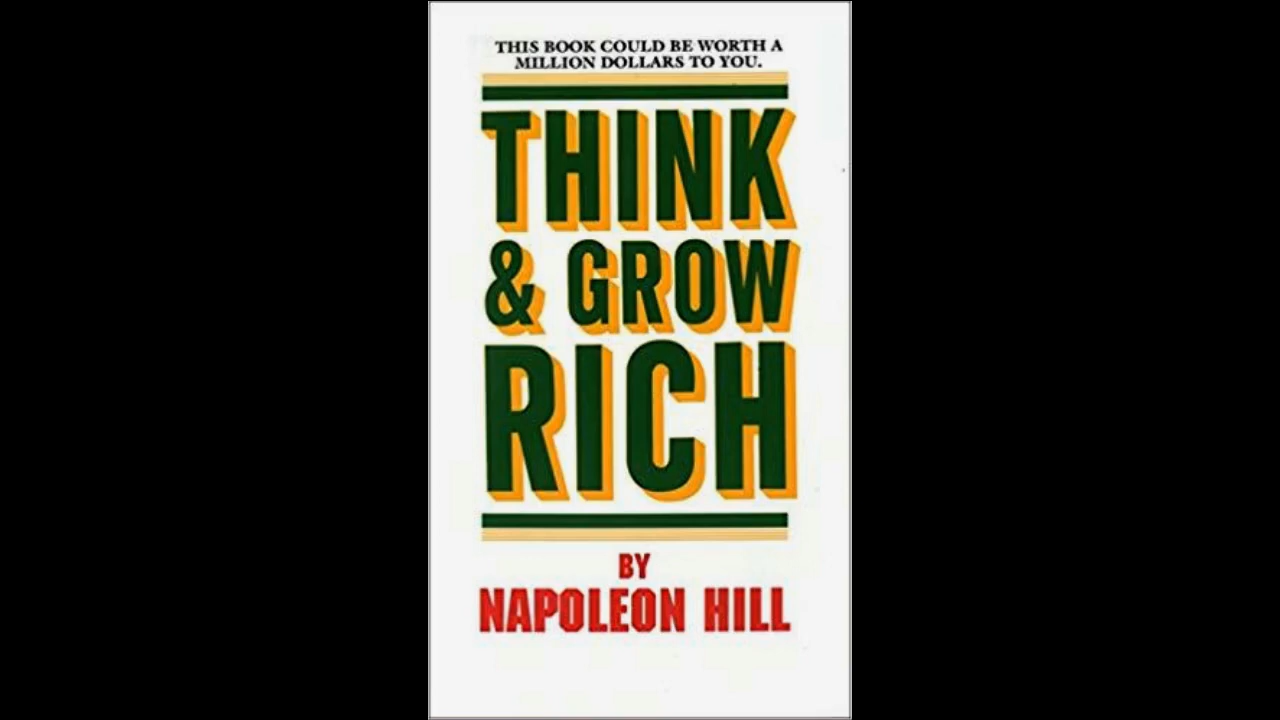 THIS BOOK COULD BE WORTH A
MILLION DOLLARS TO YOU.
THINK
& GROW
RICH
BY
NAPOLEON HILL